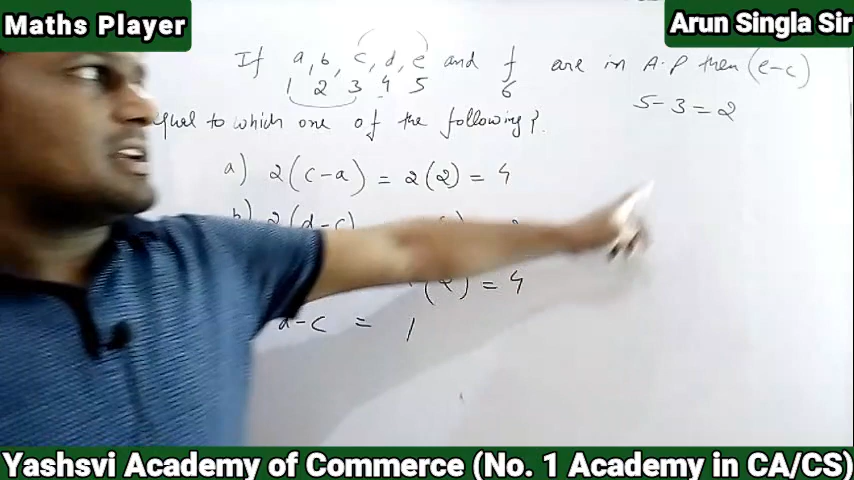 Maths Player
Arun Singla Sir
If a, b, c, d, e and f are in A.P then (e-c)
1 2 3 4 5 6
5-3=2
equal to which one of the following?
a) 2(c-a) = 2(2) = 4
b) 2(d-c)
= 4
d-c = 1
Yashsvi Academy of Commerce (No. 1 Academy in CA/CS)